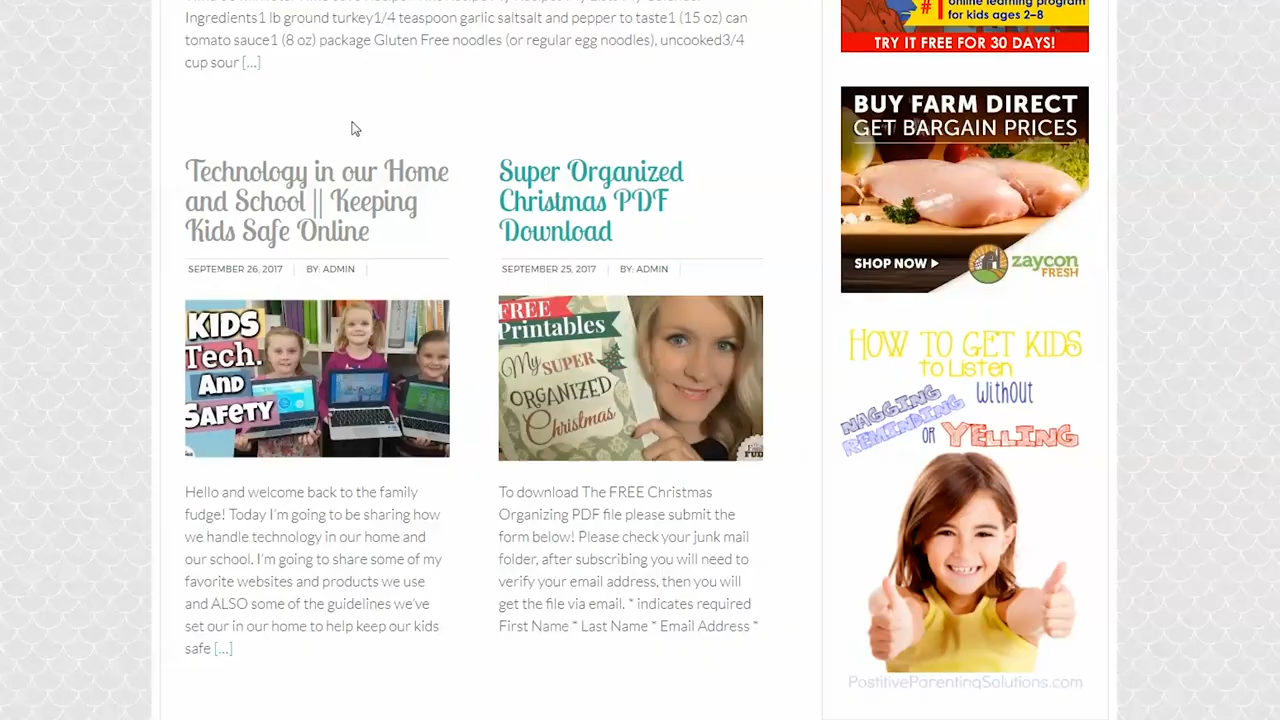 Ingredients1 lb ground turkey1/4 teaspoon garlic saltsalt and pepper to taste1 (15 oz) can
toma to sauce1 (8 oz) package Gluten Free noodles (or regular egg noodles), uncooked3/4
cup sour [...]
Technology in our Home
and School || Keeping
Kids Safe Online
SEPTEMBER 26, 2017 BY: ADMIN
KIDS
Tech.
And
SAFETY
Hello and welcome back to the family
fudge! Today I'm going to be sharing how
we handle technology in our home and
our school. I'm going to share some of my
favorite websites and products we use
and ALSO some of the guidelines we've
set our in our home to help keep our kids
safe [...]
Super Organized
Christmas PDF
Download
SEPTEMBER 25, 2017 BY: ADMIN
FREE
Printables
My SUPER
ORGANIZED
Christmas
To download The FREE Christmas
Organizing PDF file please submit the
form below! Please check your junk mail
folder, after subscribing you will need to
verify your email address, then you will
get the file via email. * indicates required
First Name * Last Name * Email Address *
#1 online learning program
for kids ages 2–8
TRY IT FREE FOR 30 DAYS!
BUY FARM DIRECT
GET BARGAIN PRICES
SHOP NOW
zaycon
FRESH
HOW TO GET KIDS
to Listen
WitHOUt
NAGGING
REMINDING
OR YELLING
PostitiveParentingSolutions.com